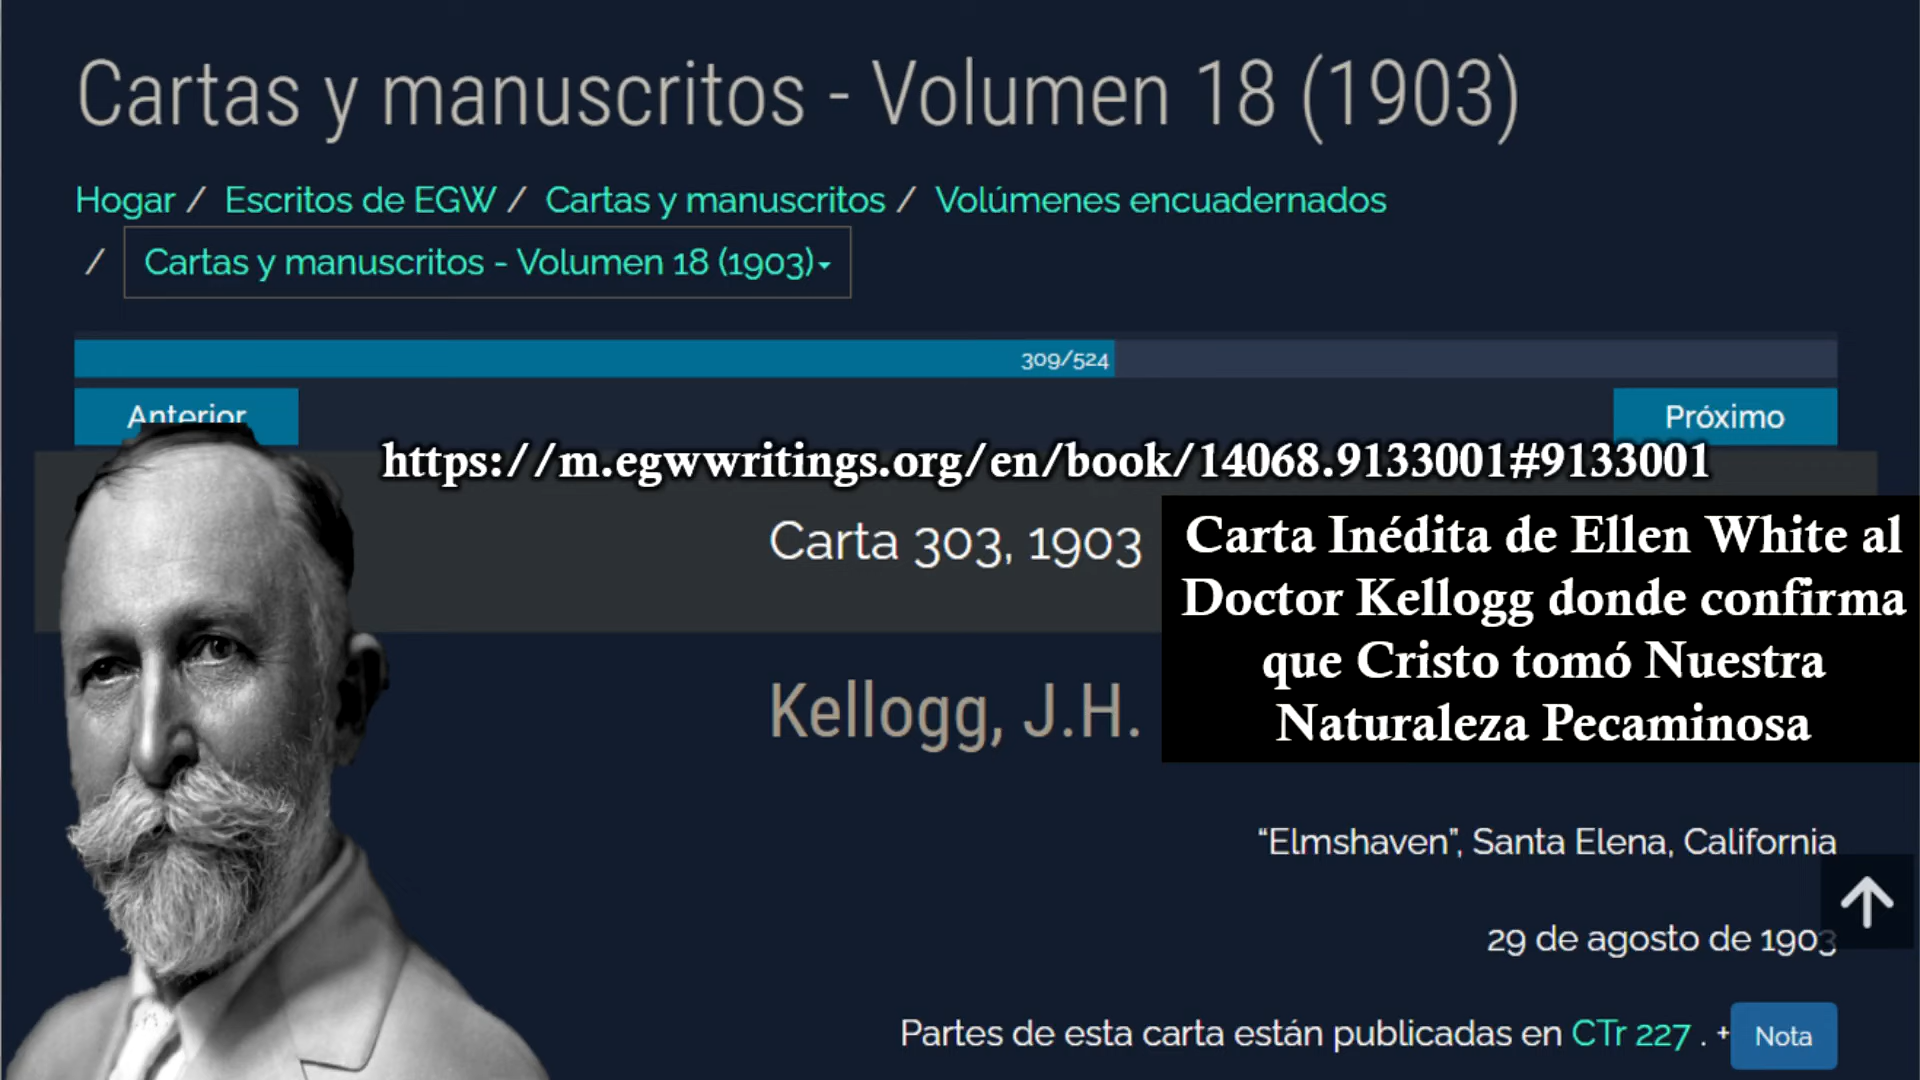 Cartas y manuscritos - Volumen 18 (1903)
Hogar / Escritos de EGW / Cartas y manuscritos / Volúmenes encuadernados
/ Cartas y manuscritos - Volumen 18 (1903)
309/524
Anterior
Próximo
https://m.egwwritings.org/en/book/14068.9133001#9133001
Carta 303, 1903
Carta Inédita de Ellen White al
Doctor Kellogg donde confirma
que Cristo tomó Nuestra
Naturaleza Pecaminosa
Kellogg, J.H.
“Elmshaven”, Santa Elena, California
29 de agosto de 1903
Partes de esta carta están publicadas en CTr 227 . +
Nota